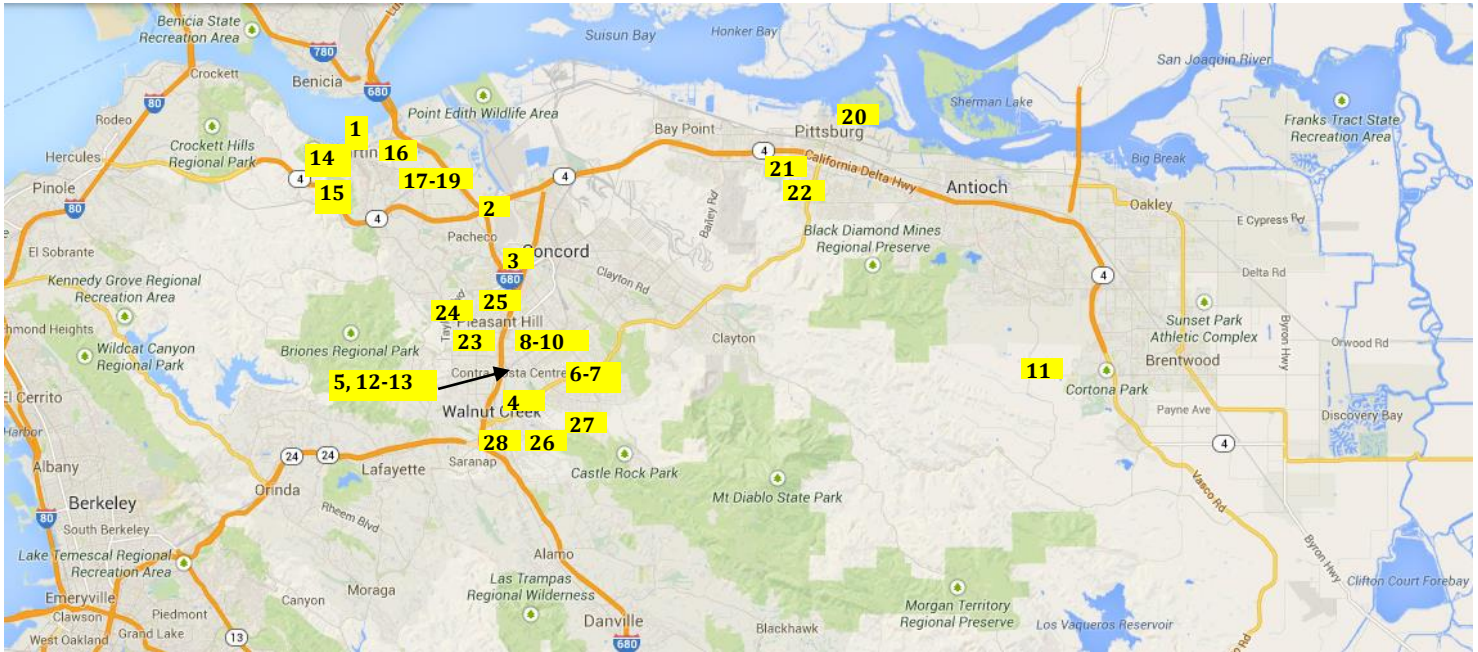 Benicia State
Recreation Area
Suisun Bay
Honker Bay
780
San Joaquin River
Crockett
Benicia
680
80
Point Edith Wildlife Area
Sherman Lake
Rodeo
20
Franks Tract State
Recreation Area
1
Bay Point
Pittsburg
Crockett Hills
Regional Park
16
14
4
Big Break
Hercules
21
California Delta Hwy
4
4
17-19
Pinole
15
22
Antioch
80
2
Oakley
4
E Cypress Rd
Bailey Rd
Pacheco
Black Diamond Mines
Regional Preserve
El Sobrante
3
Concord
Clayton Rd
4
Delta Rd
Kennedy Grove Regional
Recreation Area
680
25
24
Sunset Park
Athletic Complex
Byron Hwy
Pleasant Hill
23
8-10
Clayton
Orwood Rd
Wildcat Canyon
Regional Park
Briones Regional Park
Brentwood
11
Cortona Park
5, 12-13
6-7
El Cerrito
4
Walnut Creek
Payne Ave
Discovery Bay
27
Harbor
28
26
4
24
24
Lafayette
Saranap
Castle Rock Park
Albany
Orinda
Mt Diablo State Park
Vasco Rd
Berkeley
Rheem Blvd
80
South Berkeley
Byron Hwy
Lake Temescal Regional
Recreation Area
Alamo
Las Trampas
Regional Wilderness
Clifton Court Forebay
Moraga
Emeryville
Canyon
Morgan Territory
Regional Preserve
Piedmont
Clawson
Danville
Los Vaqueros Reservoir
Grand Lake
13
Blackhawk
West Oakland
680